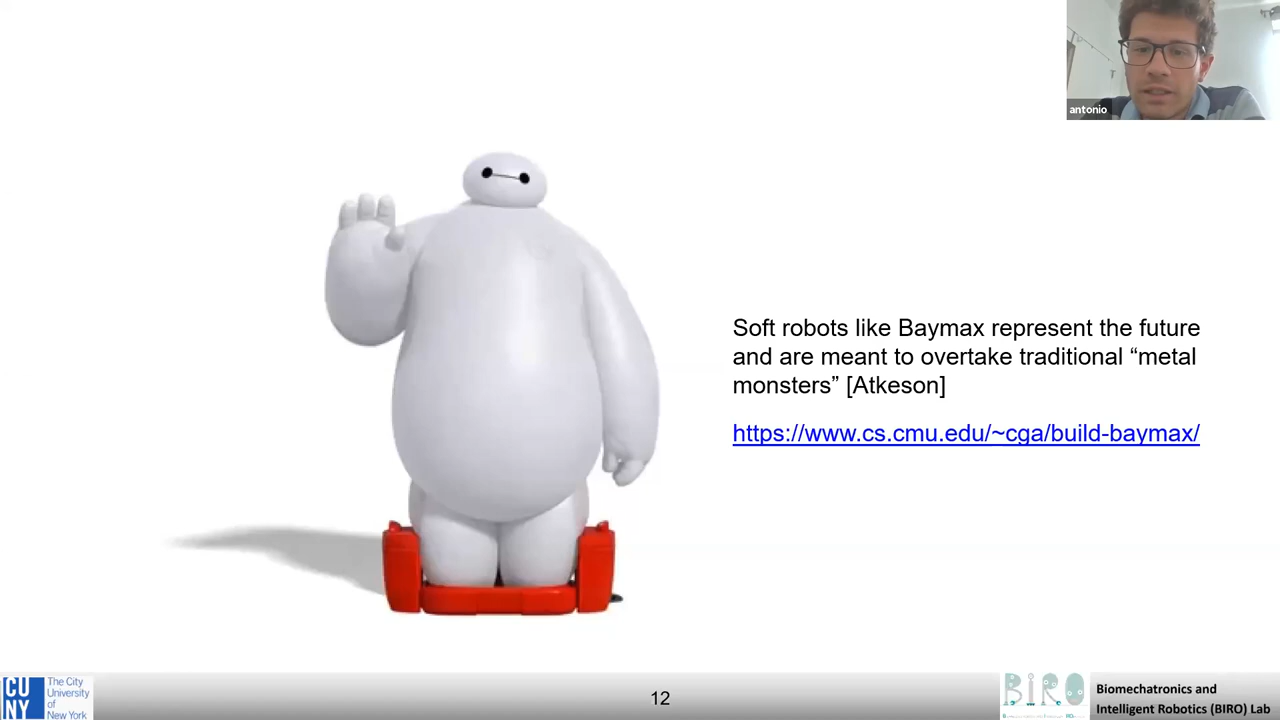 antonio
Soft robots like Baymax represent the future
and are meant to overtake traditional “metal
monsters” [Atkeson]
https://www.cs.cmu.edu/~cga/build-baymax/
CU
NY
The City
University
of
New York
12
BiRO
Biomechatronics and
Intelligent Robotics (BIRO) Lab